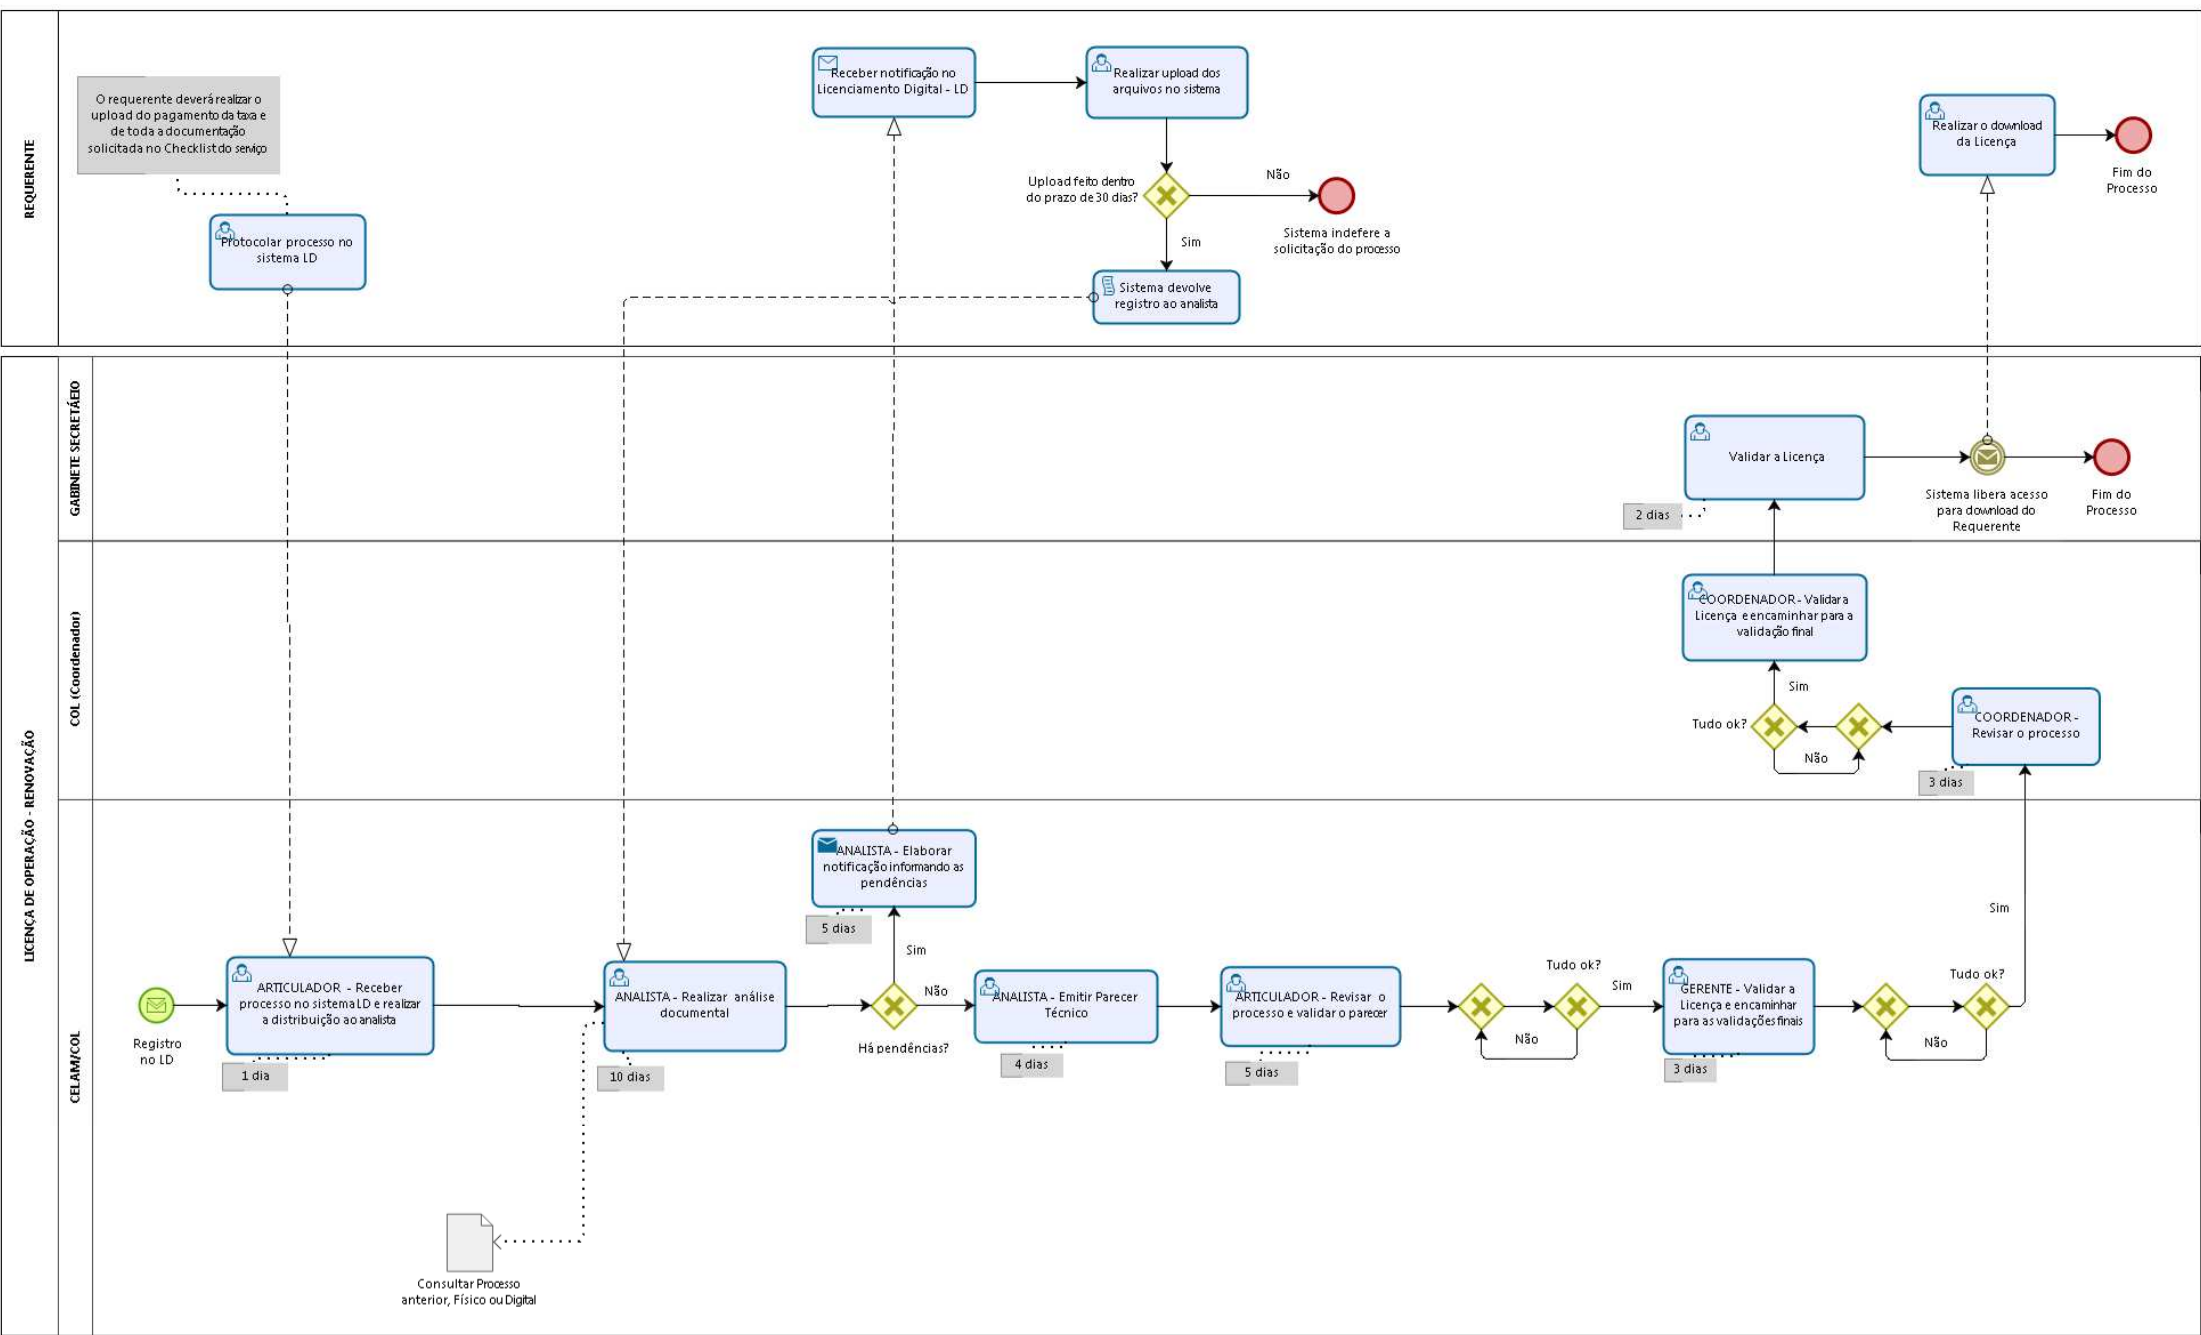 REQUERENTE
O requerente deverá realizar o
upload do pagamento da taxa e
de toda a documentação
solicitada no Checklist do serviço
Protocolar processo no
sistema LD
Receber notificação no
Licenciamento Digital - LD
Realizar upload dos
arquivos no sistema
Upload feito dentro
do prazo de 30 dias?
Não
Sistema indefere a
solicitação do processo
Sim
Sistema devolve
registro ao analista
Realizar o download
da Licença
Fim do
Processo
LICENÇA DE OPERAÇÃO - RENOVAÇÃO
GABINETE SECRETÁEIO
Validar a Licença
2 dias
Sistema libera acesso
para download do
Requerente
Fim do
Processo
COL (Coordenador)
COORDENADOR - Validar a
Licença e encaminhar para a
validação final
Sim
Tudo ok?
Não
COORDENADOR -
Revisar o processo
3 dias
CELAM/COL
Registro
no LD
ARTICULADOR - Receber
processo no sistema LD e realizar
a distribuição ao analista
1 dia
ANALISTA - Realizar análise
documental
10 dias
Consultar Processo
anterior, Físico ou Digital
ANALISTA - Elaborar
notificação informando as
pendências
5 dias
Sim
Não
Há pendências?
ANALISTA - Emitir Parecer
Técnico
4 dias
ARTICULADOR - Revisar o
processo e validar o parecer
5 dias
Tudo ok?
Sim
Não
GERENTE - Validar a
Licença e encaminhar
para as validações finais
3 dias
Tudo ok?
Não
Sim